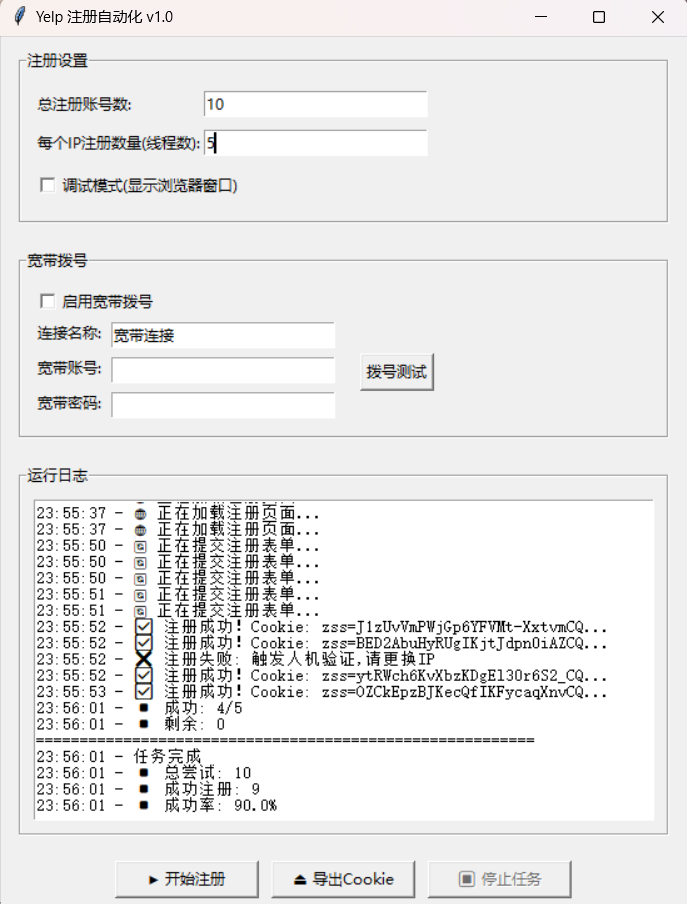 Yelp 注册自动化 v1.0
注册设置
总注册账号数: 10
每个IP注册数量(线程数): 5
调试模式(显示浏览器窗口)
宽带拨号
启用宽带拨号
连接名称: 宽带连接
宽带账号:
拨号测试
宽带密码:
运行日志
23:55:37 - 正在加载注册页面...
23:55:37 - 正在加载注册页面...
23:55:50 - 正在提交注册表单...
23:55:50 - 正在提交注册表单...
23:55:50 - 正在提交注册表单...
23:55:51 - 正在提交注册表单...
23:55:51 - 正在提交注册表单...
23:55:52 - ☑ 注册成功! Cookie: zss=J1zUvVmPWjGp6YFVMt-XxtvmCQ...
23:55:52 - ☑ 注册成功! Cookie: zss=BED2AbuHyRUgIKjtJdpn0iAZCQ...
23:55:52 - ❌ 注册失败: 触发人机验证,请更换IP
23:55:52 - ☑ 注册成功! Cookie: zss=ytRWch6KvXbzKDgEl30r6S2_CQ...
23:55:53 - ☑ 注册成功! Cookie: zss=OZCkEpzBJKecQfIKFycaqXnvCQ...
23:56:01 - ▪ 成功: 4/5
23:56:01 - ▪ 剩余: 0
============================================================
23:56:01 - 任务完成
23:56:01 - ▪ 总尝试: 10
23:56:01 - ▪ 成功注册: 9
23:56:01 - ▪ 成功率: 90.0%
▶ 开始注册
⏏ 导出Cookie
⏹ 停止任务